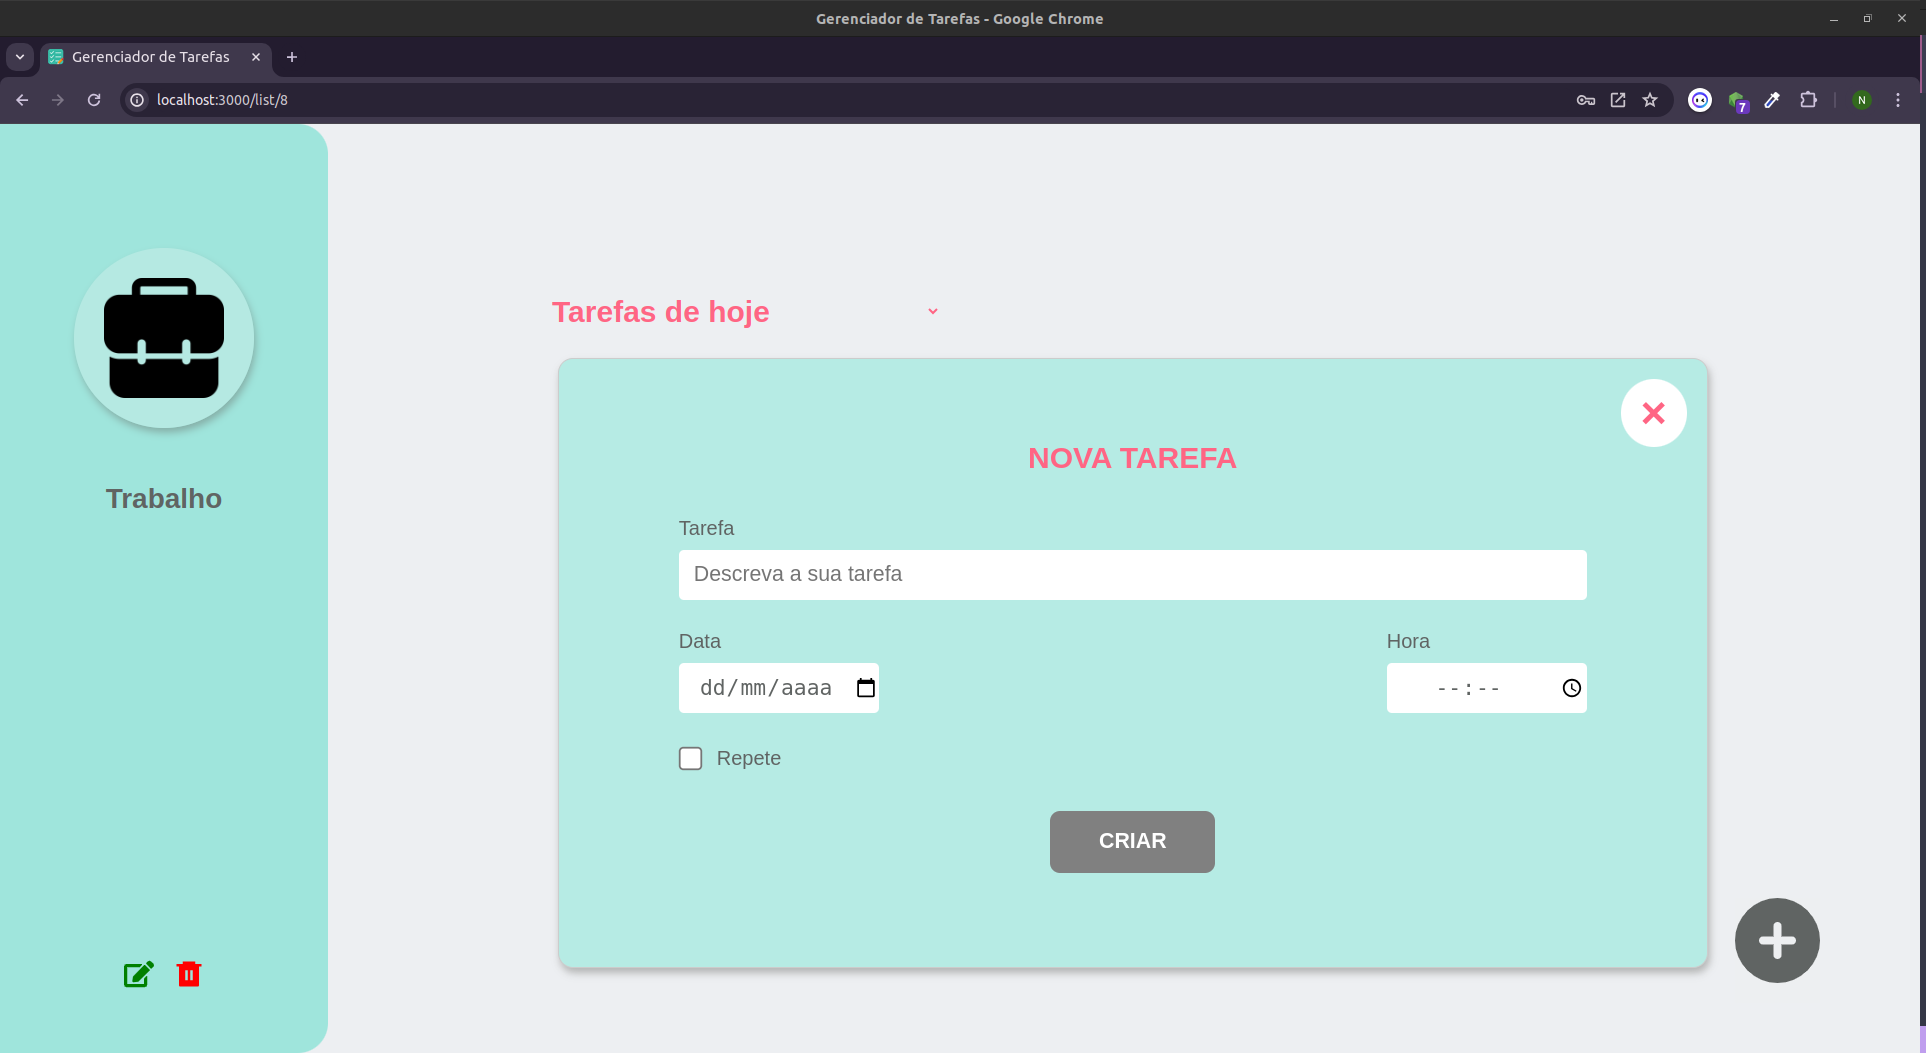 Gerenciador de Tarefas - Google Chrome
Gerenciador de Tarefas
localhost:3000/list/8
7
N
Trabalho
Tarefas de hoje
NOVA TAREFA
Tarefa
Descreva a sua tarefa
Data
Hora
dd/mm/aaaa
--:--
Repete
CRIAR